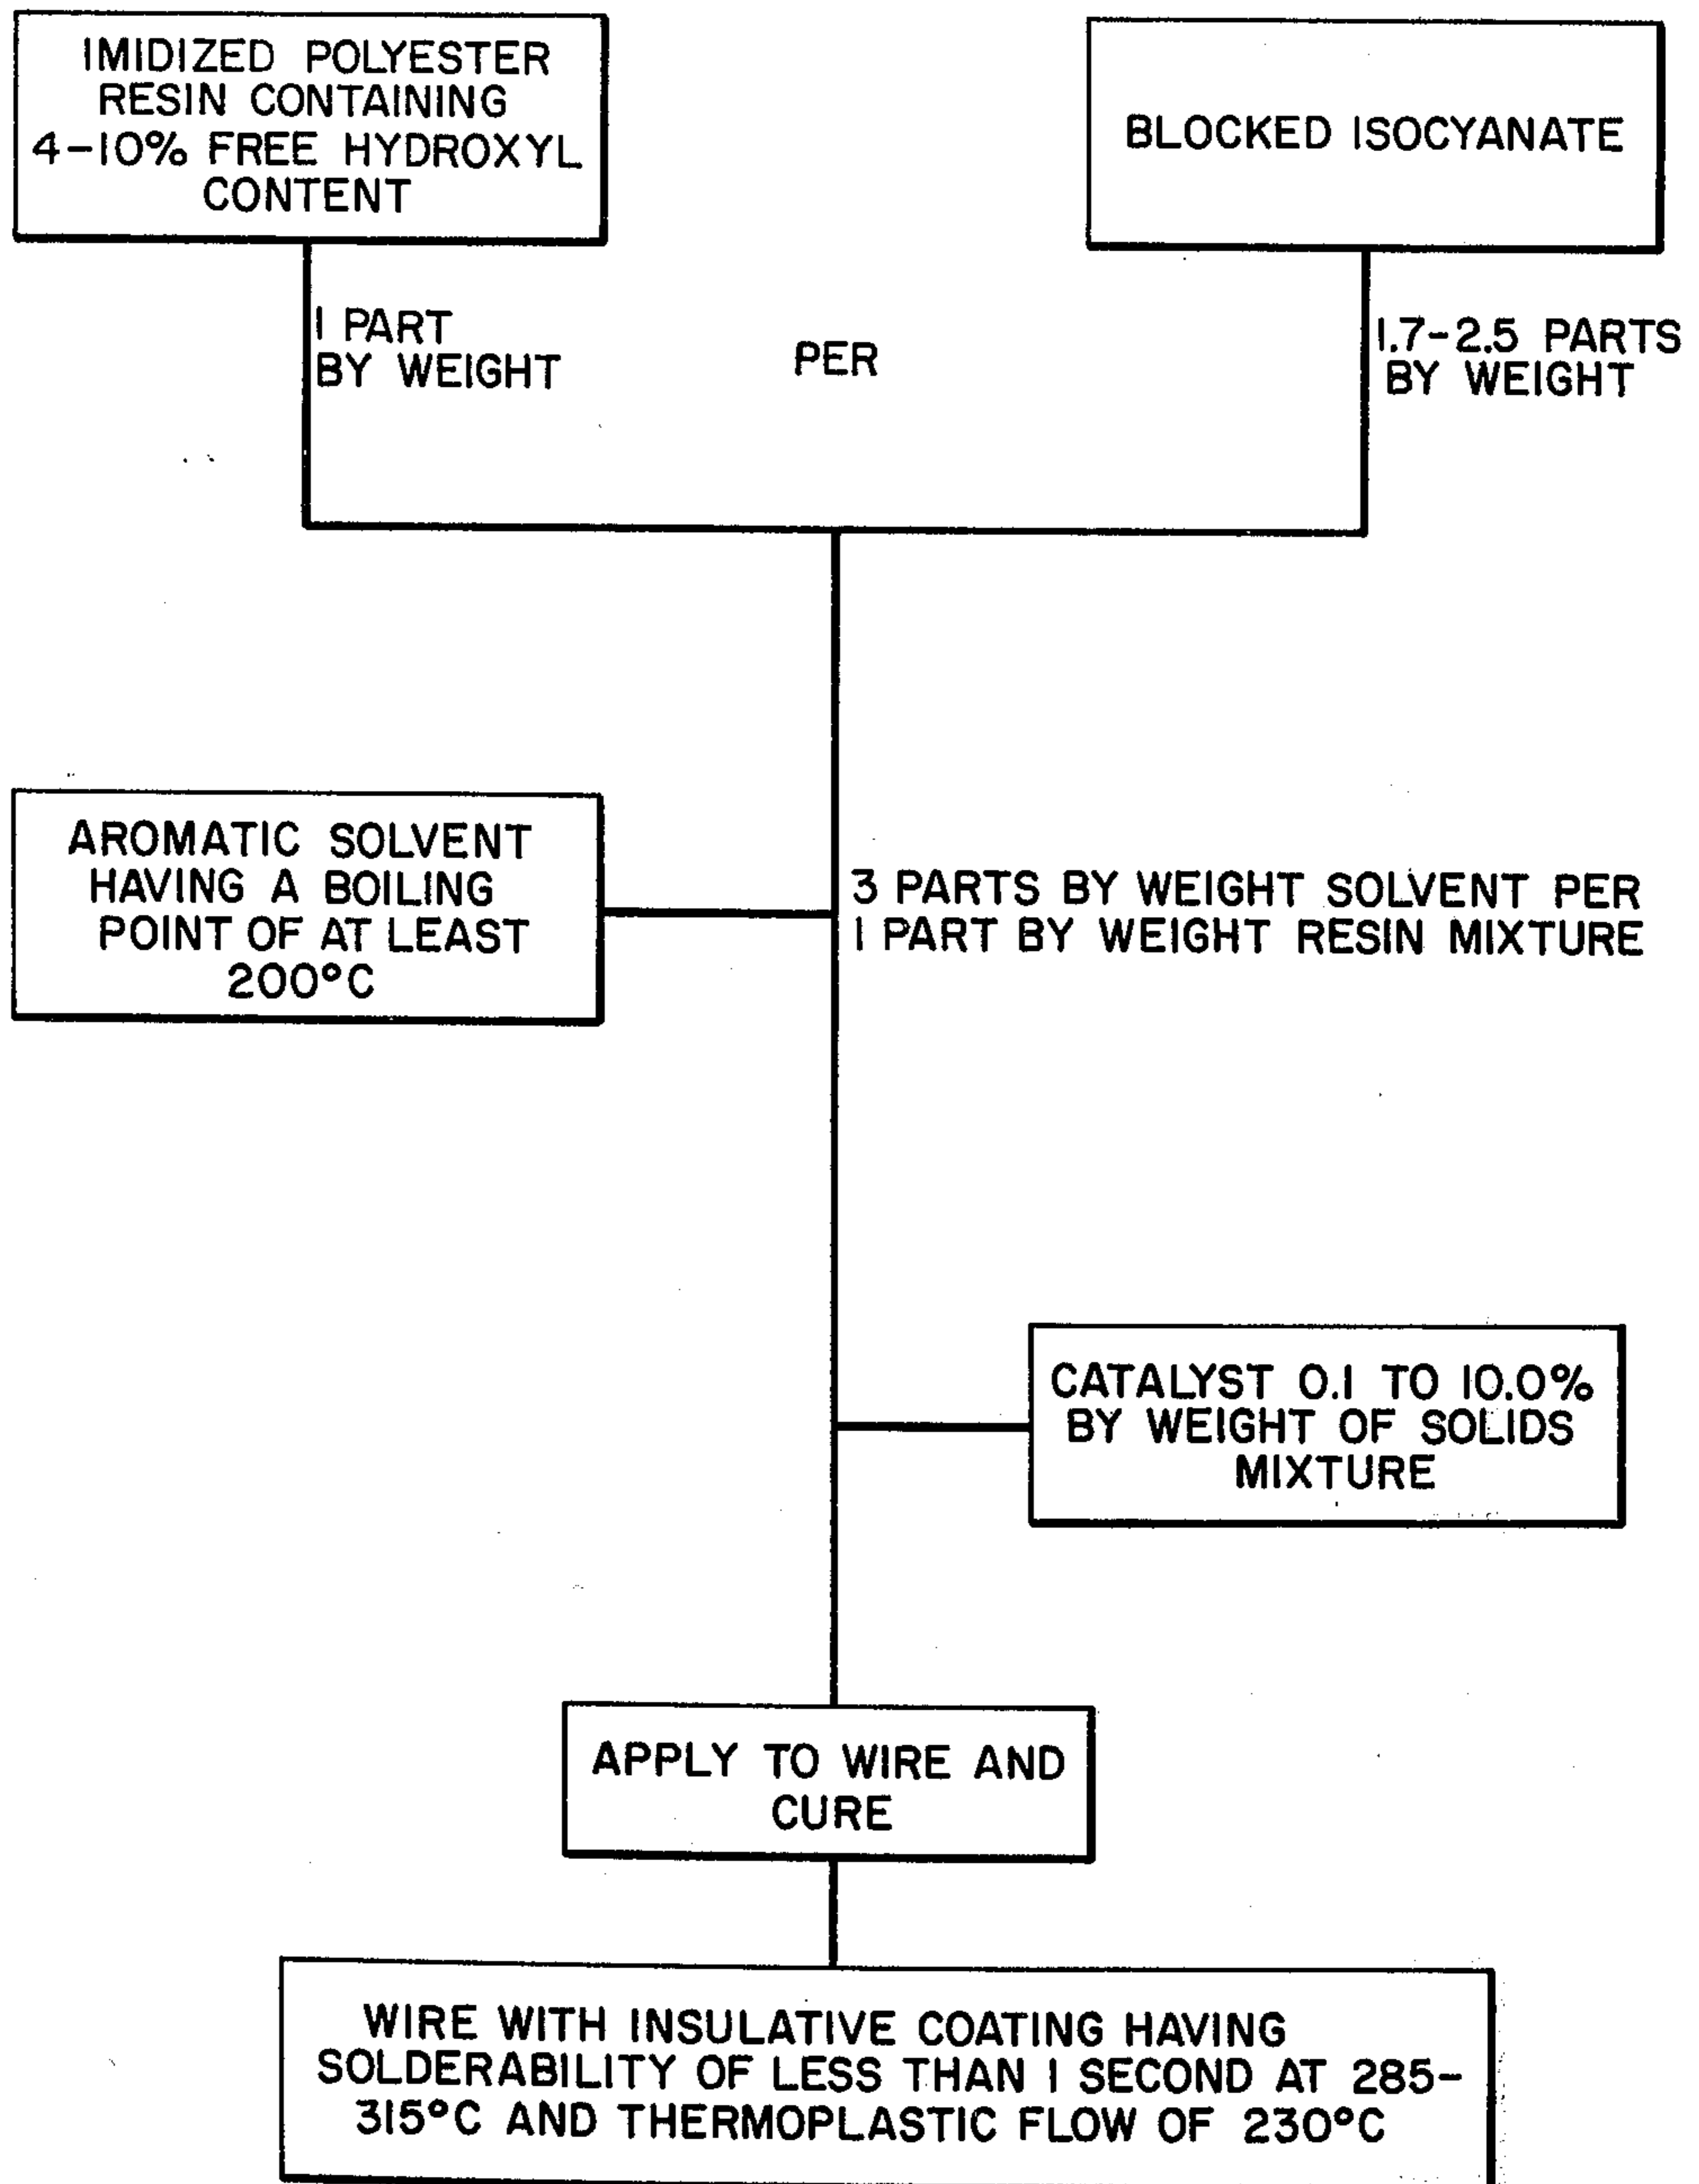 IMIDIZED POLYESTER
RESIN CONTAINING
4-10% FREE HYDROXYL
CONTENT
BLOCKED ISOCYANATE
1 PART
BY WEIGHT
PER
1.7-2.5 PARTS
BY WEIGHT
AROMATIC SOLVENT
HAVING A BOILING
POINT OF AT LEAST
200°C
3 PARTS BY WEIGHT SOLVENT PER
1 PART BY WEIGHT RESIN MIXTURE
CATALYST 0.1 TO 10.0%
BY WEIGHT OF SOLIDS
MIXTURE
APPLY TO WIRE AND
CURE
WIRE WITH INSULATIVE COATING HAVING
SOLDERABILITY OF LESS THAN 1 SECOND AT 285-
315°C AND THERMOPLASTIC FLOW OF 230°C